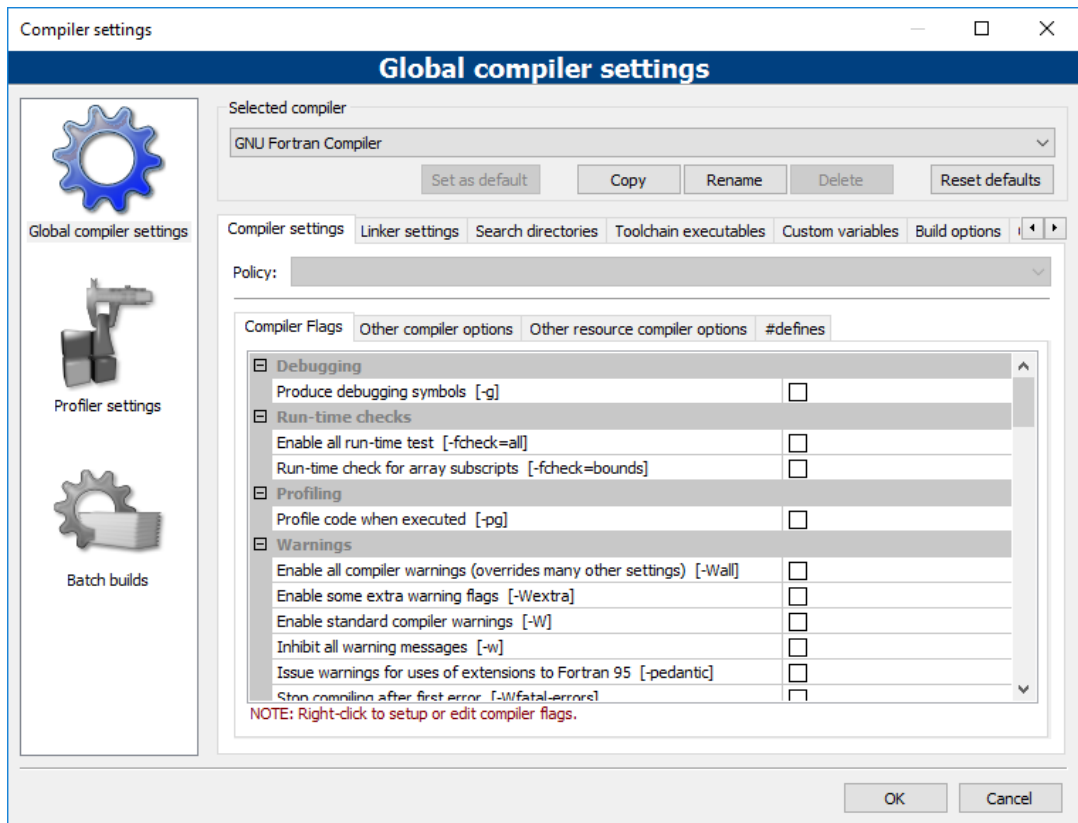 Compiler settings
Global compiler settings
Global compiler settings
Profiler settings
Batch builds
Selected compiler
GNU Fortran Compiler
Set as default Copy Rename Delete Reset defaults
Compiler settings Linker settings Search directories Toolchain executables Custom variables Build options
Policy:
Compiler Flags Other compiler options Other resource compiler options #defines
Debugging
Produce debugging symbols [-g]
Run-time checks
Enable all run-time test [-fcheck=all]
Run-time check for array subscripts [-fcheck=bounds]
Profiling
Profile code when executed [-pg]
Warnings
Enable all compiler warnings (overrides many other settings) [-Wall]
Enable some extra warning flags [-Wextra]
Enable standard compiler warnings [-W]
Inhibit all warning messages [-w]
Issue warnings for uses of extensions to Fortran 95 [-pedantic]
Stop compiling after first error [-Wfatal-errors]
NOTE: Right-click to setup or edit compiler flags.
OK Cancel